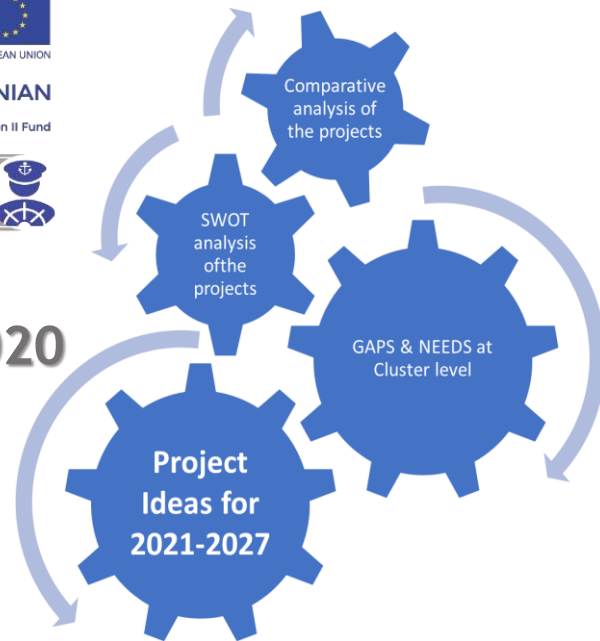 EAN UNION
NIAN
n II Fund
020
Comparative
analysis of
the projects
SWOT
analysis
ofthe
projects
GAPS & NEEDS at
Cluster level
Project
Ideas for
2021-2027